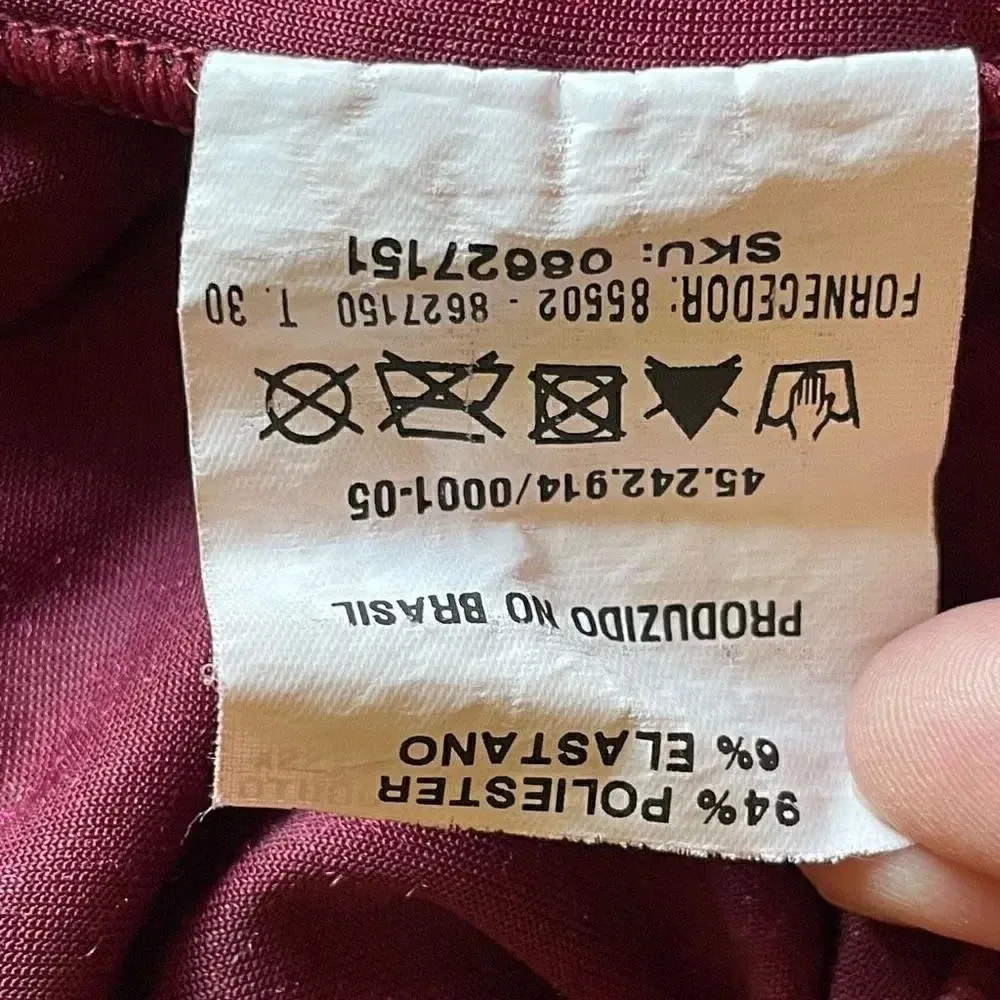 94% POLIESTER
6% ELASTANO
PRODUZIDO NO BRASIL
45.242.914/0001-05
FORNECEDOR: 85502 - 8627150 T. 30
SKU: 08627151